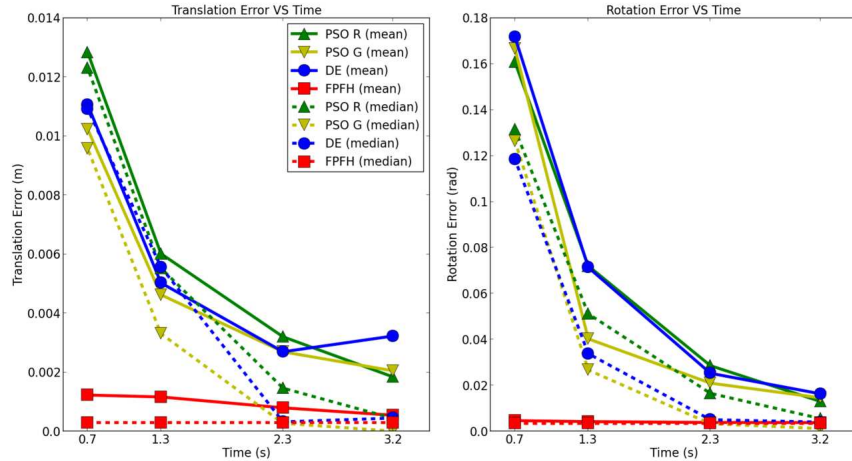 Translation Error VS Time
0.014
0.012
0.010
0.008
0.006
0.004
0.002
0.0
Translation Error (m)
0.7
1.3
2.3
3.2
Time (s)
PSO R (mean)
PSO G (mean)
DE (mean)
FPFH (mean)
PSO R (median)
PSO G (median)
DE (median)
FPFH (median)
Rotation Error VS Time
0.18
0.16
0.14
0.12
0.10
0.08
0.06
0.04
0.02
0.0
Rotation Error (rad)
0.7
1.3
2.3
3.2
Time (s)